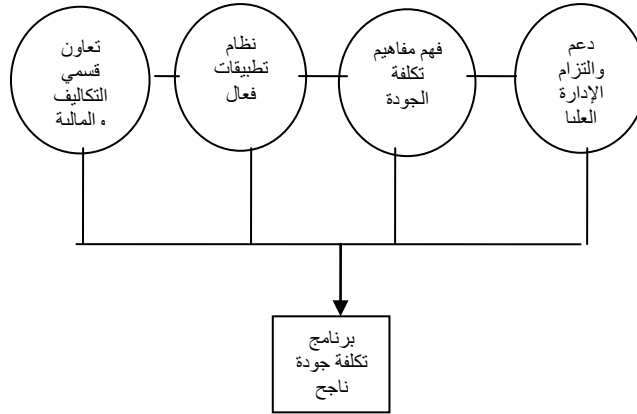 دعم
والتزام
الإدارة
العليا
فهم مفاهيم
تكلفة
الجودة
نظام
تطبيقات
فعال
تعاون
قسمي
التكاليف
و المالية
برنامج
تكلفة جودة
ناجح